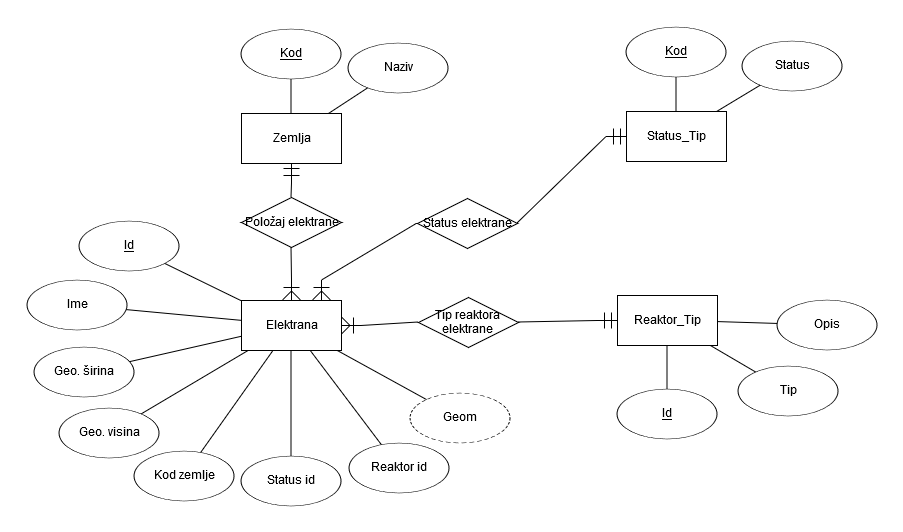 Kod
Naziv
Kod
Status
Zemlja
Status_Tip
Položaj elektrane
Status elektrane
Id
Ime
Elektrana
Tip reaktora
elektrane
Reaktor_Tip
Opis
Geo. širina
Geo. visina
Geom
Tip
Id
Kod zemlje
Status id
Reaktor id